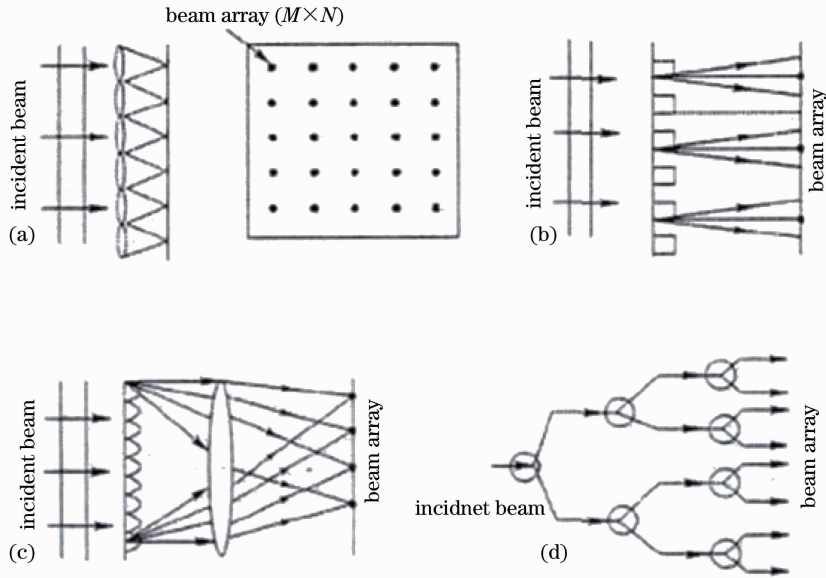 beam array (M×N)
incident beam
(a)
incident beam
beam array
(b)
incident beam
beam array
(c)
incidnet beam
beam array
(d)